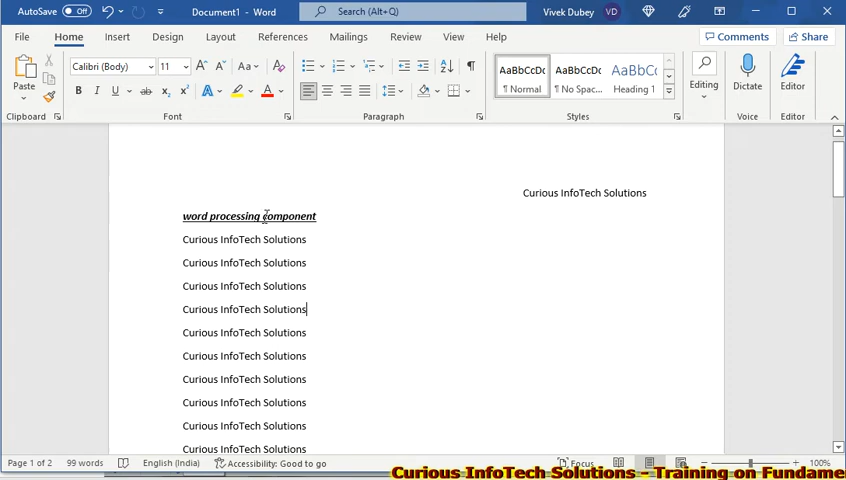 AutoSave Off Document1 - Word Search (Alt+Q) Vivek Dubey VD
File Home Insert Design Layout References Mailings Review View Help Comments Share
Calibri (Body) 11 Aa AaBbCcDc AaBbCcDc AaBbCc
Paste B I U ab x₂ x² A A ¶ Normal ¶ No Spac... Heading 1 Editing Dictate Editor
Clipboard Font Paragraph Styles Voice Editor
Curious InfoTech Solutions
word processing component
Curious InfoTech Solutions
Curious InfoTech Solutions
Curious InfoTech Solutions
Curious InfoTech Solutions
Curious InfoTech Solutions
Curious InfoTech Solutions
Curious InfoTech Solutions
Curious InfoTech Solutions
Curious InfoTech Solutions
Curious InfoTech Solutions
Page 1 of 2 99 words English (India) Accessibility: Good to go Focus 100%
Curious InfoTech Solutions - Training on Fundame